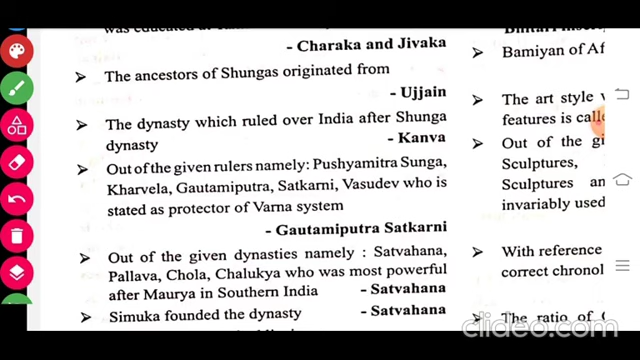 - Charaka and Jivaka
➤ The ancestors of Shungas originated from
- Ujjain
➤ The dynasty which ruled over India after Shunga
dynasty - Kanva
➤ Out of the given rulers namely: Pushyamitra Sunga,
Kharvela, Gautamiputra, Satkarni, Vasudev who is
stated as protector of Varna system
- Gautamiputra Satkarni
➤ Out of the given dynasties namely : Satvahana,
Pallava, Chola, Chalukya who was most powerful
after Maurya in Southern India - Satvahana
➤ Simuka founded the dynasty - Satvahana
➤ Bamiyan of Af
➤ The art style
features is calle
➤ Out of the gi
Sculptures,
Sculptures an
invariably used
➤ With reference
correct chronol
➤ The ratio of
clideo.com